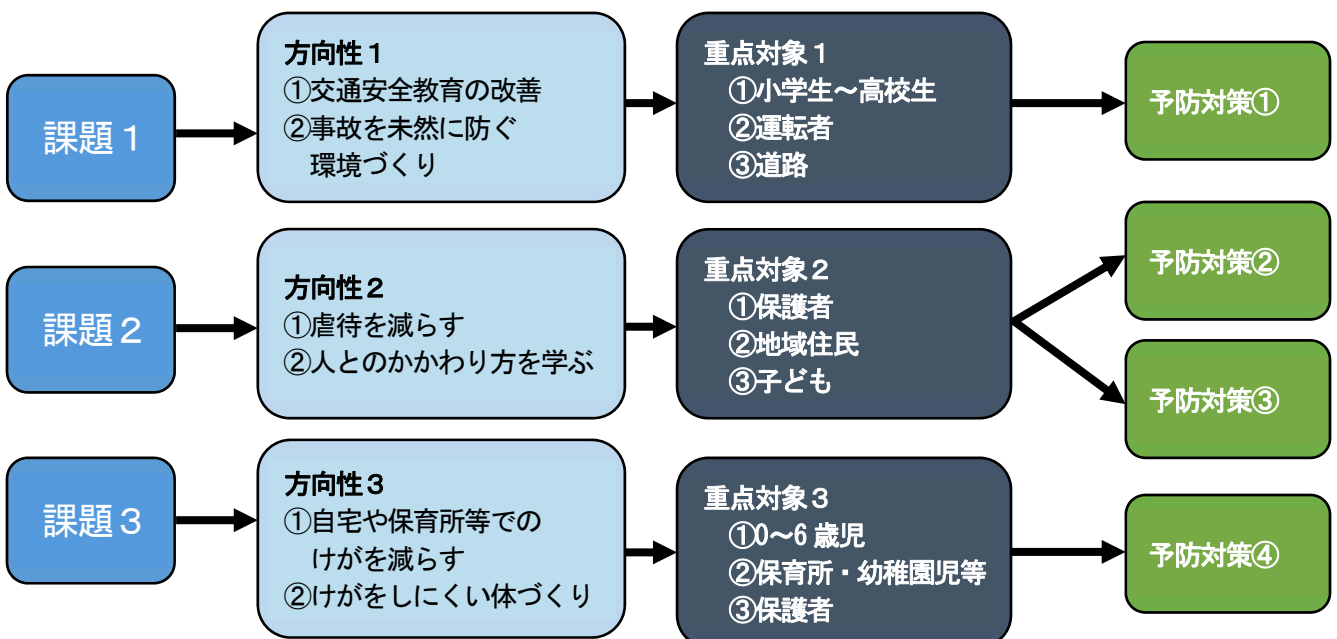 課題１
方向性１
①交通安全教育の改善
②事故を未然に防ぐ
環境づくり
重点対象１
①小学生～高校生
②運転者
③道路
予防対策①
課題２
方向性２
①虐待を減らす
②人とのかかわり方を学ぶ
重点対象２
①保護者
②地域住民
③子ども
予防対策②
予防対策③
課題３
方向性３
①自宅や保育所等での
けがを減らす
②けがをしにくい体づくり
重点対象３
①0～6 歳児
②保育所・幼稚園児等
③保護者
予防対策④